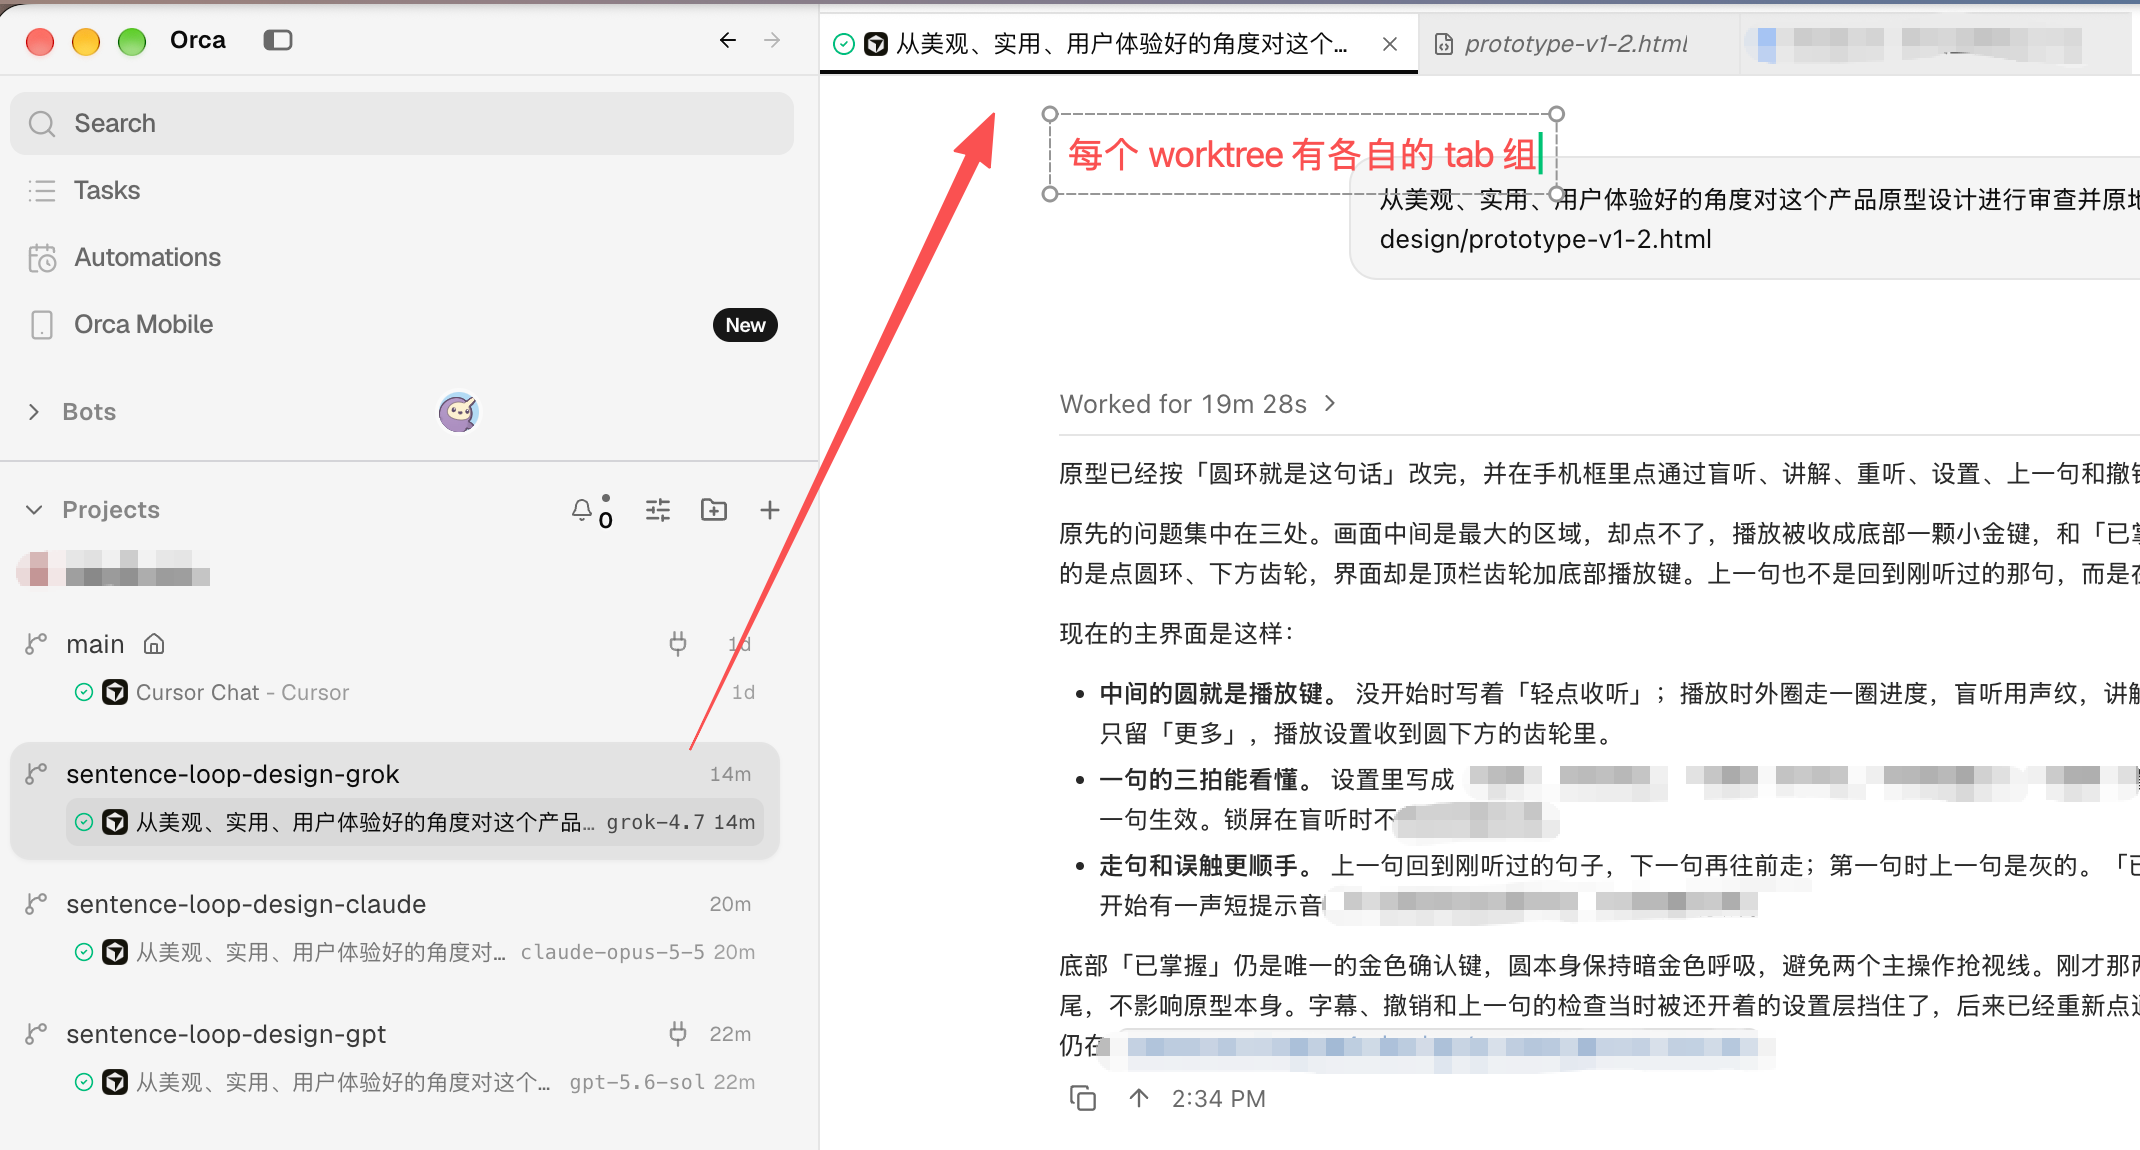 Orca
Search
Tasks
Automations
Orca Mobile
New
Bots
Projects
0
main
1d
Cursor Chat - Cursor
1d
sentence-loop-design-grok
14m
从美观、实用、用户体验好的角度对这个产品… grok-4.7 14m
sentence-loop-design-claude
20m
从美观、实用、用户体验好的角度对… claude-opus-5-5 20m
sentence-loop-design-gpt
22m
从美观、实用、用户体验好的角度对这个… gpt-5.6-sol 22m
从美观、实用、用户体验好的角度对这个…
prototype-v1-2.html
每个 worktree 有各自的 tab 组
从美观、实用、用户体验好的角度对这个产品原型设计进行审查并原地
design/prototype-v1-2.html
Worked for 19m 28s
原型已经按「圆环就是这句话」改完，并在手机框里点通过盲听、讲解、重听、设置、上一句和撤销
原先的问题集中在三处。画面中间是最大的区域，却点不了，播放被收成底部一颗小金键，和「已掌
的是点圆环、下方齿轮，界面却是顶栏齿轮加底部播放键。上一句也不是回到刚听过的那句，而是在
现在的主界面是这样：
• 中间的圆就是播放键。 没开始时写着「轻点收听」；播放时外圈走一圈进度，盲听用声纹，讲解
只留「更多」，播放设置收到圆下方的齿轮里。
• 一句的三拍能看懂。 设置里写成
一句生效。锁屏在盲听时不
• 走句和误触更顺手。 上一句回到刚听过的句子，下一句再往前走；第一句时上一句是灰的。「已
开始有一声短提示音
底部「已掌握」仍是唯一的金色确认键，圆本身保持暗金色呼吸，避免两个主操作抢视线。刚才那两
尾，不影响原型本身。字幕、撤销和上一句的检查当时被还开着的设置层挡住了，后来已经重新点通
仍在
2:34 PM